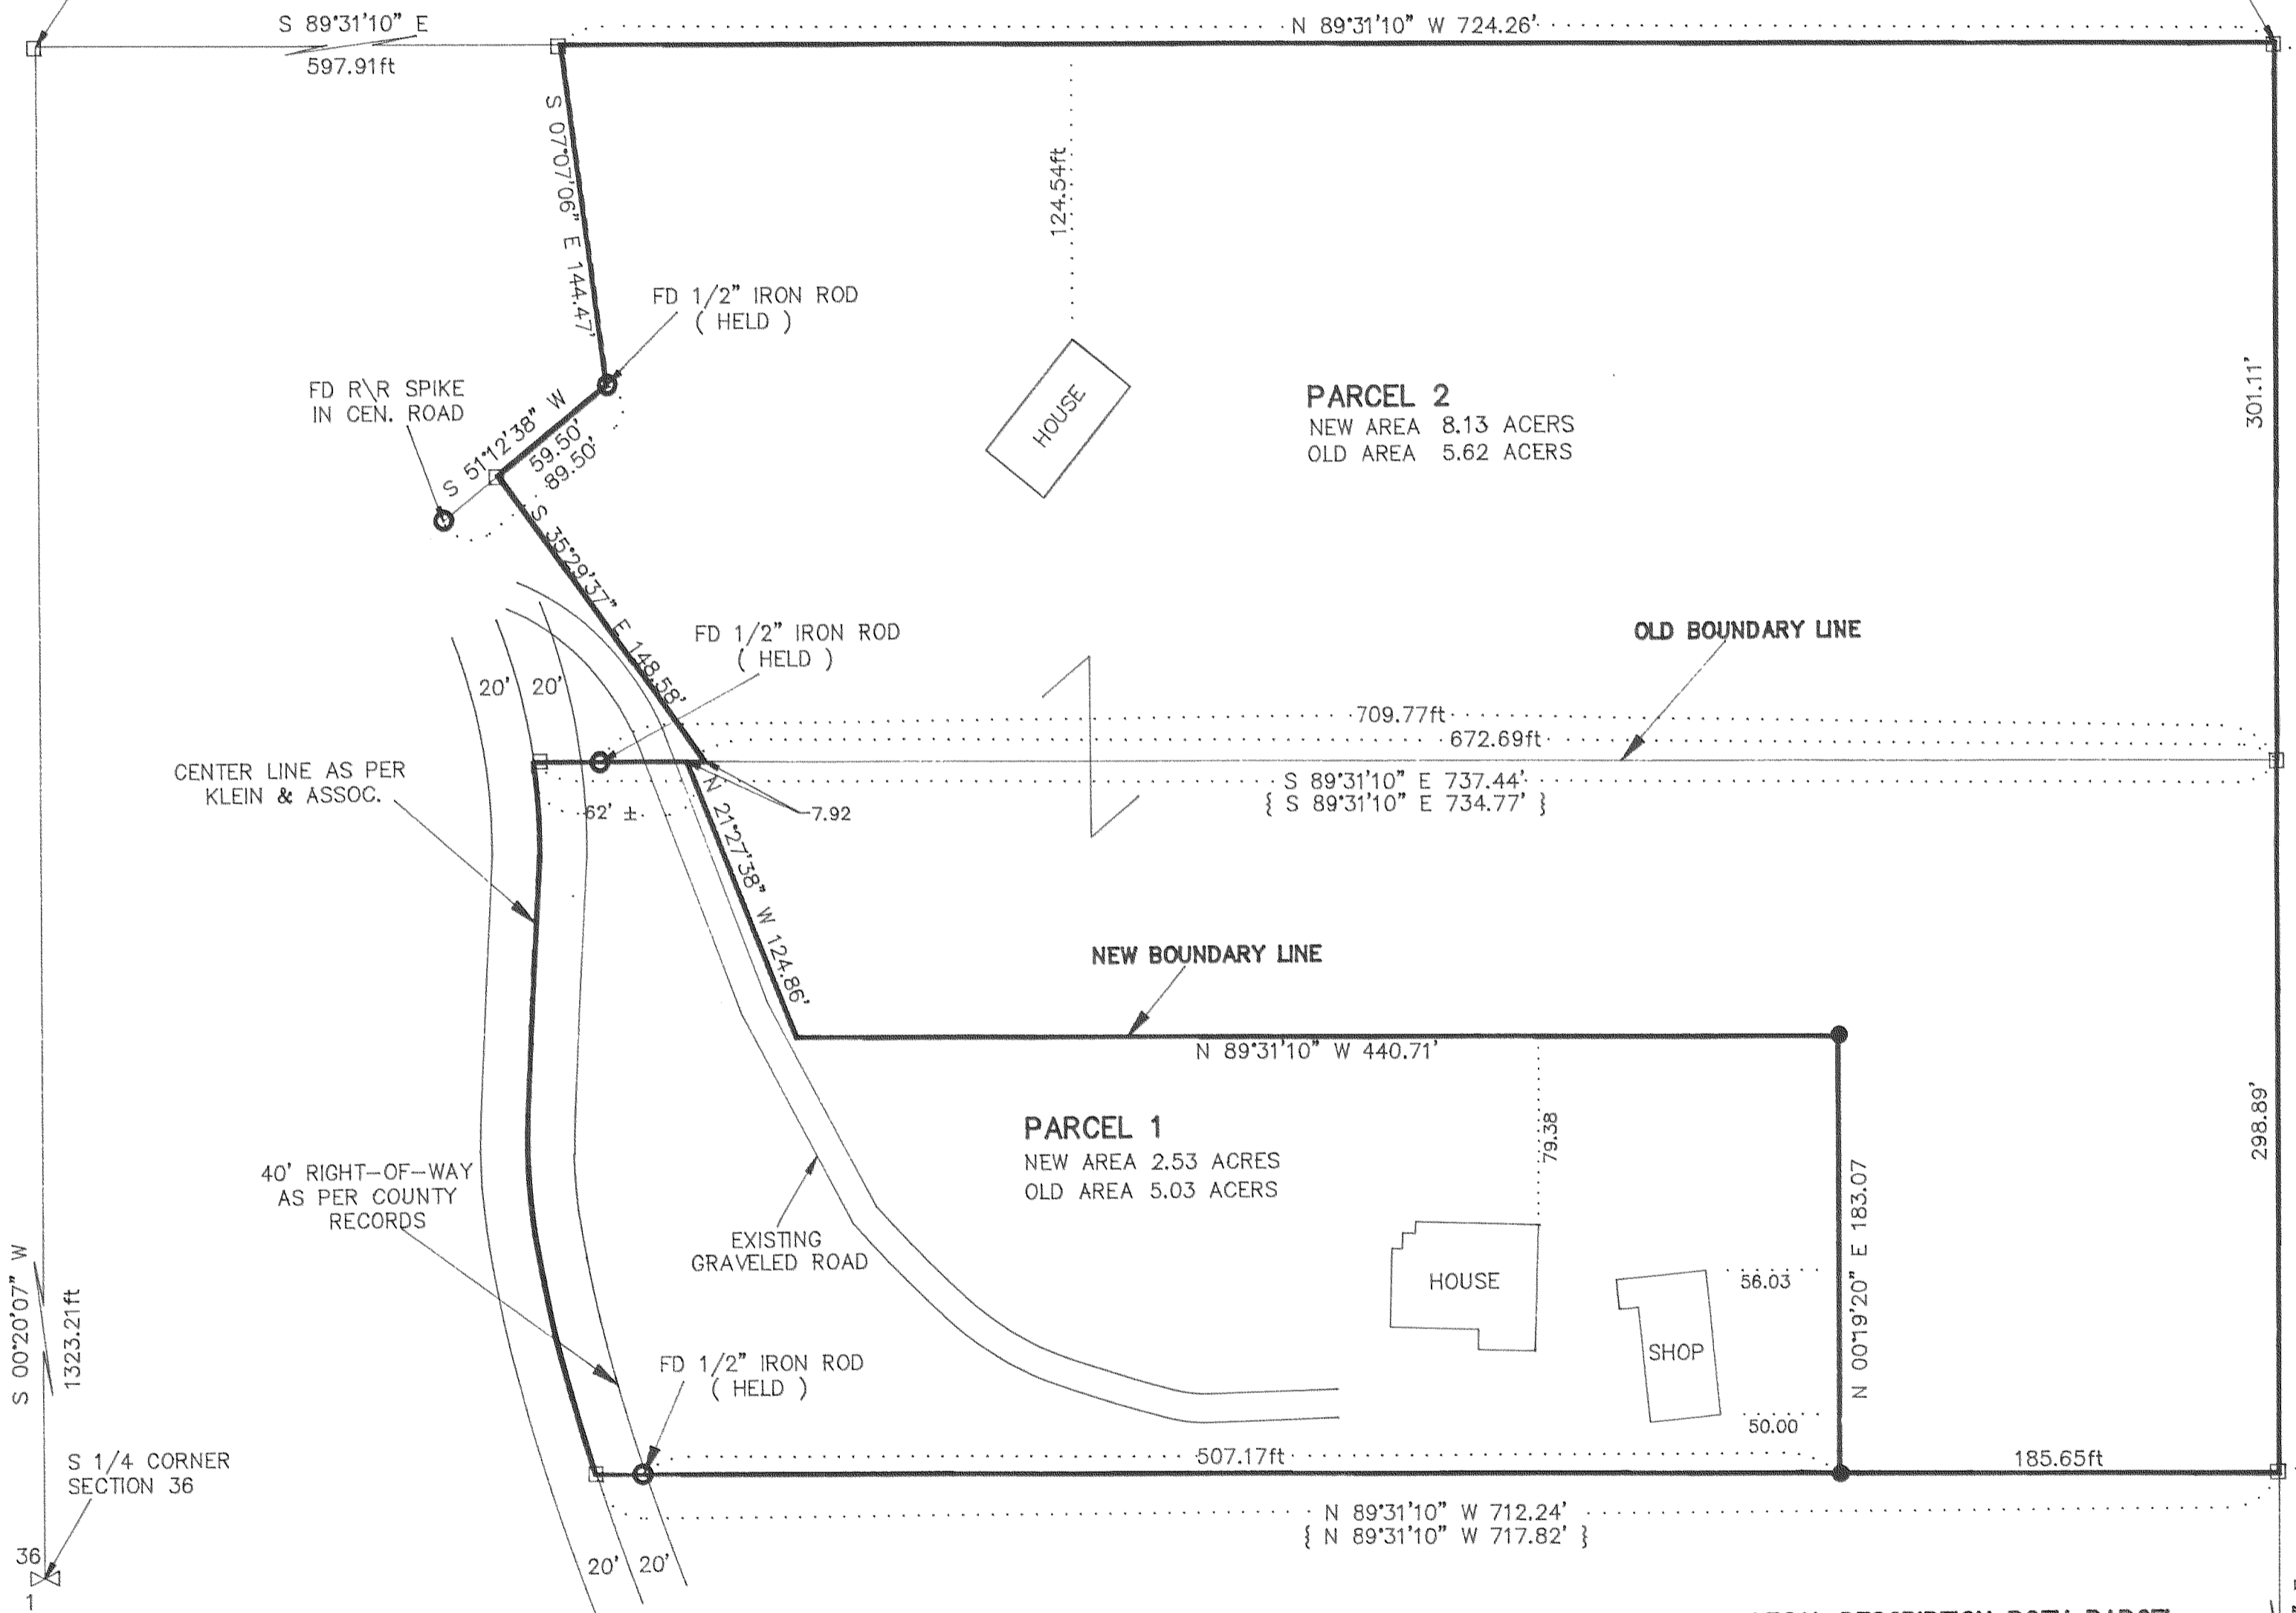 S 89°31'10" E
597.91ft
N 89°31'10" W 724.26'
S 07°07'06" E 144.47'
124.54ft
FD 1/2" IRON ROD
( HELD )
FD R\R SPIKE
IN CEN. ROAD
S 51°12'38" W
59.50'
89.50'
HOUSE
PARCEL 2
NEW AREA 8.13 ACERS
OLD AREA 5.62 ACERS
301.11'
S 35°29'37" E 148.58'
FD 1/2" IRON ROD
( HELD )
OLD BOUNDARY LINE
20' 20'
709.77ft
672.69ft
S 89°31'10" E 737.44'
{ S 89°31'10" E 734.77' }
CENTER LINE AS PER
KLEIN & ASSOC.
62' ±
7.92
N 21°27'38" W 124.86'
NEW BOUNDARY LINE
N 89°31'10" W 440.71'
PARCEL 1
NEW AREA 2.53 ACRES
OLD AREA 5.03 ACERS
79.38
298.89'
40' RIGHT-OF-WAY
AS PER COUNTY
RECORDS
EXISTING
GRAVELED ROAD
HOUSE
56.03
SHOP
50.00
N 00°19'20" E 183.07
S 00°20'07" W
1323.21ft
FD 1/2" IRON ROD
( HELD )
507.17ft
185.65ft
S 1/4 CORNER
SECTION 36
N 89°31'10" W 712.24'
{ N 89°31'10" W 717.82' }
36
1
20' 20'